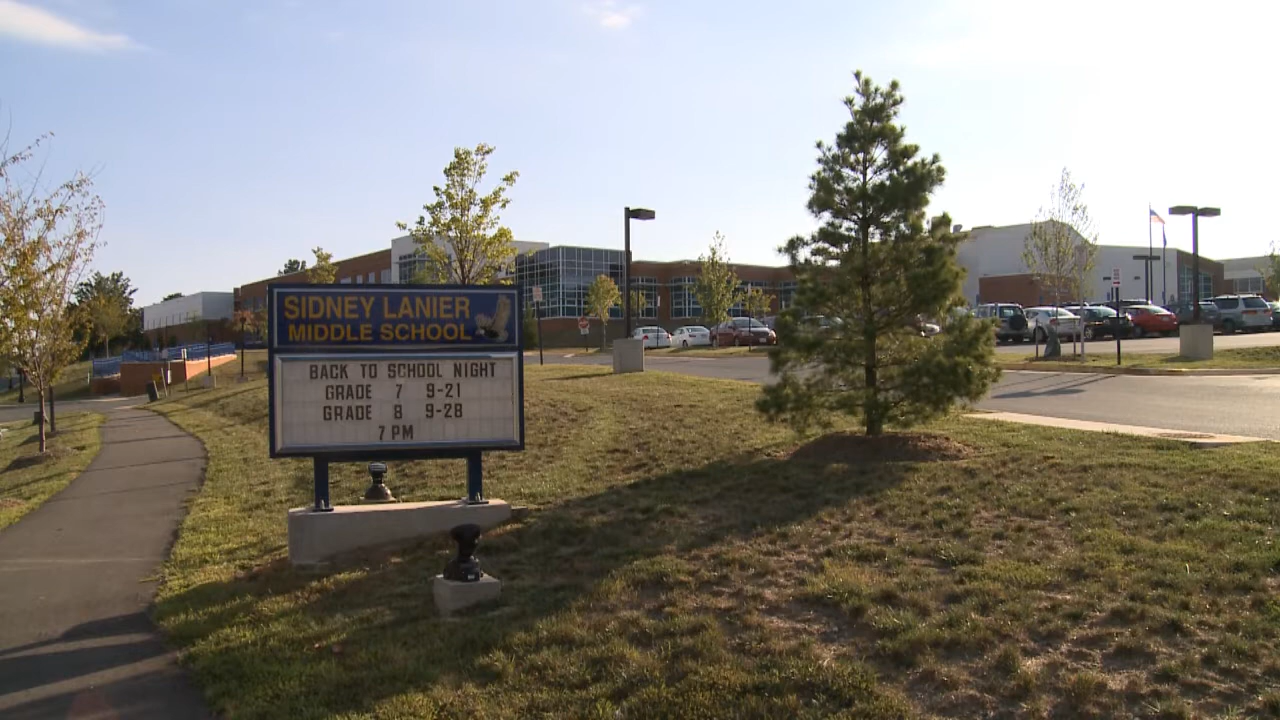 SIDNEY LANIER
MIDDLE SCHOOL
BACK TO SCHOOL NIGHT
GRADE 7 9-21
GRADE 8 9-28
7 PM